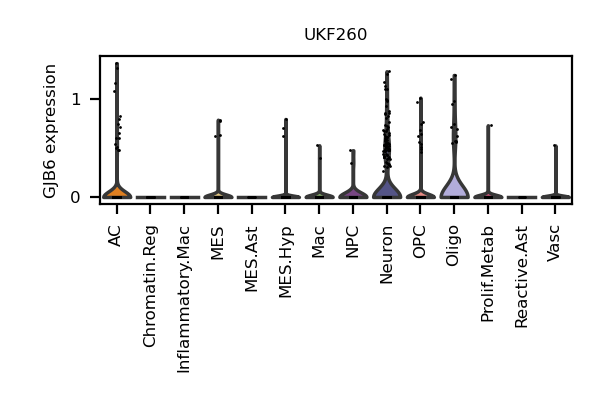 UKF260
GJB6 expression
1
0
AC
Chromatin.Reg
Inflammatory.Mac
MES
MES.Ast
MES.Hyp
Mac
NPC
Neuron
OPC
Oligo
Prolif.Metab
Reactive.Ast
Vasc